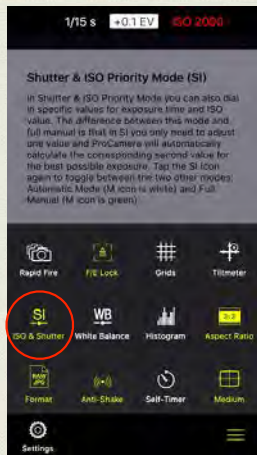 1/15 s +0.1 EV ISO 2000
Shutter & ISO Priority Mode (SI)
In Shutter & ISO Priority Mode you can also dial
in specific values for exposure time and ISO
value. The difference between this mode and
full manual is that in SI you only need to adjust
one value and ProCamera will automatically
calculate the corresponding second value for
the best possible exposure. Tap the SI icon
again to toggle between the two other modes:
Automatic Mode (M icon is white) and Full
Manual (M icon is green)
Rapid Fire F/E Lock Grids Tiltmeter
SI WB 3:2
ISO & Shutter White Balance Histogram Aspect Ratio
RAW
JPG
Format Anti-Shake Self-Timer Medium
Settings